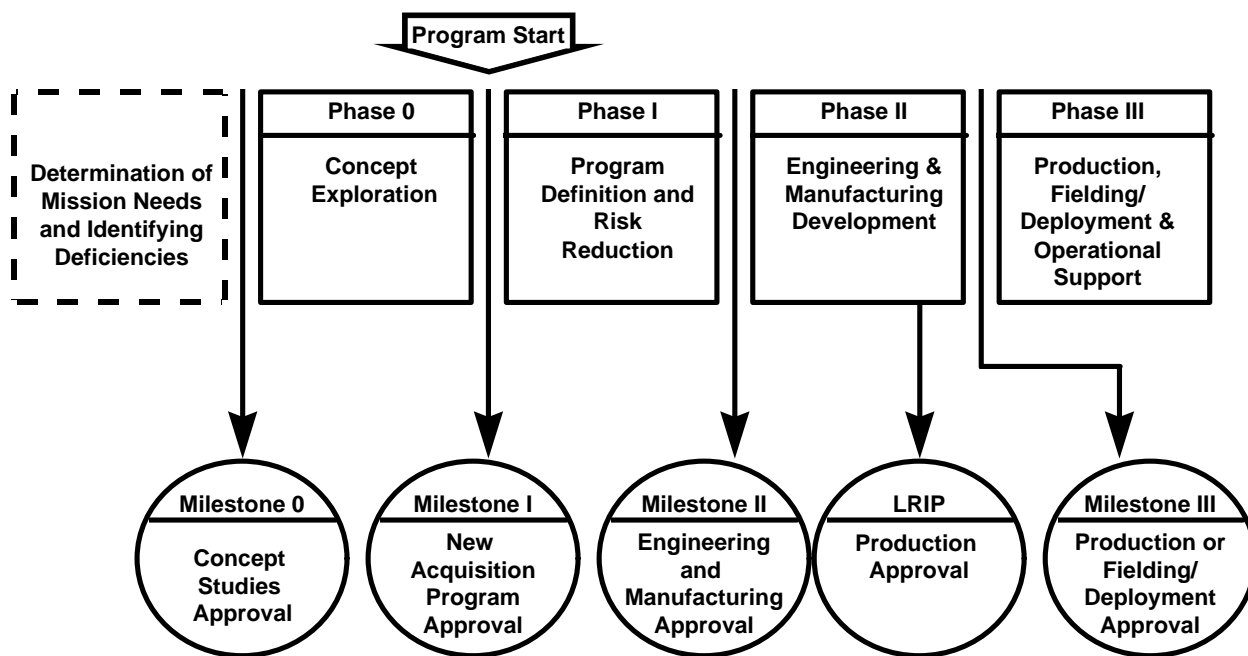 Program Start
Determination of
Mission Needs
and Identifying
Deficiencies
Phase 0
Concept
Exploration
Phase I
Program
Definition and
Risk
Reduction
Phase II
Engineering &
Manufacturing
Development
Phase III
Production,
Fielding/
Deployment &
Operational
Support
Milestone 0
Concept
Studies
Approval
Milestone I
New
Acquisition
Program
Approval
Milestone II
Engineering
and
Manufacturing
Approval
LRIP
Production
Approval
Milestone III
Production or
Fielding/
Deployment
Approval